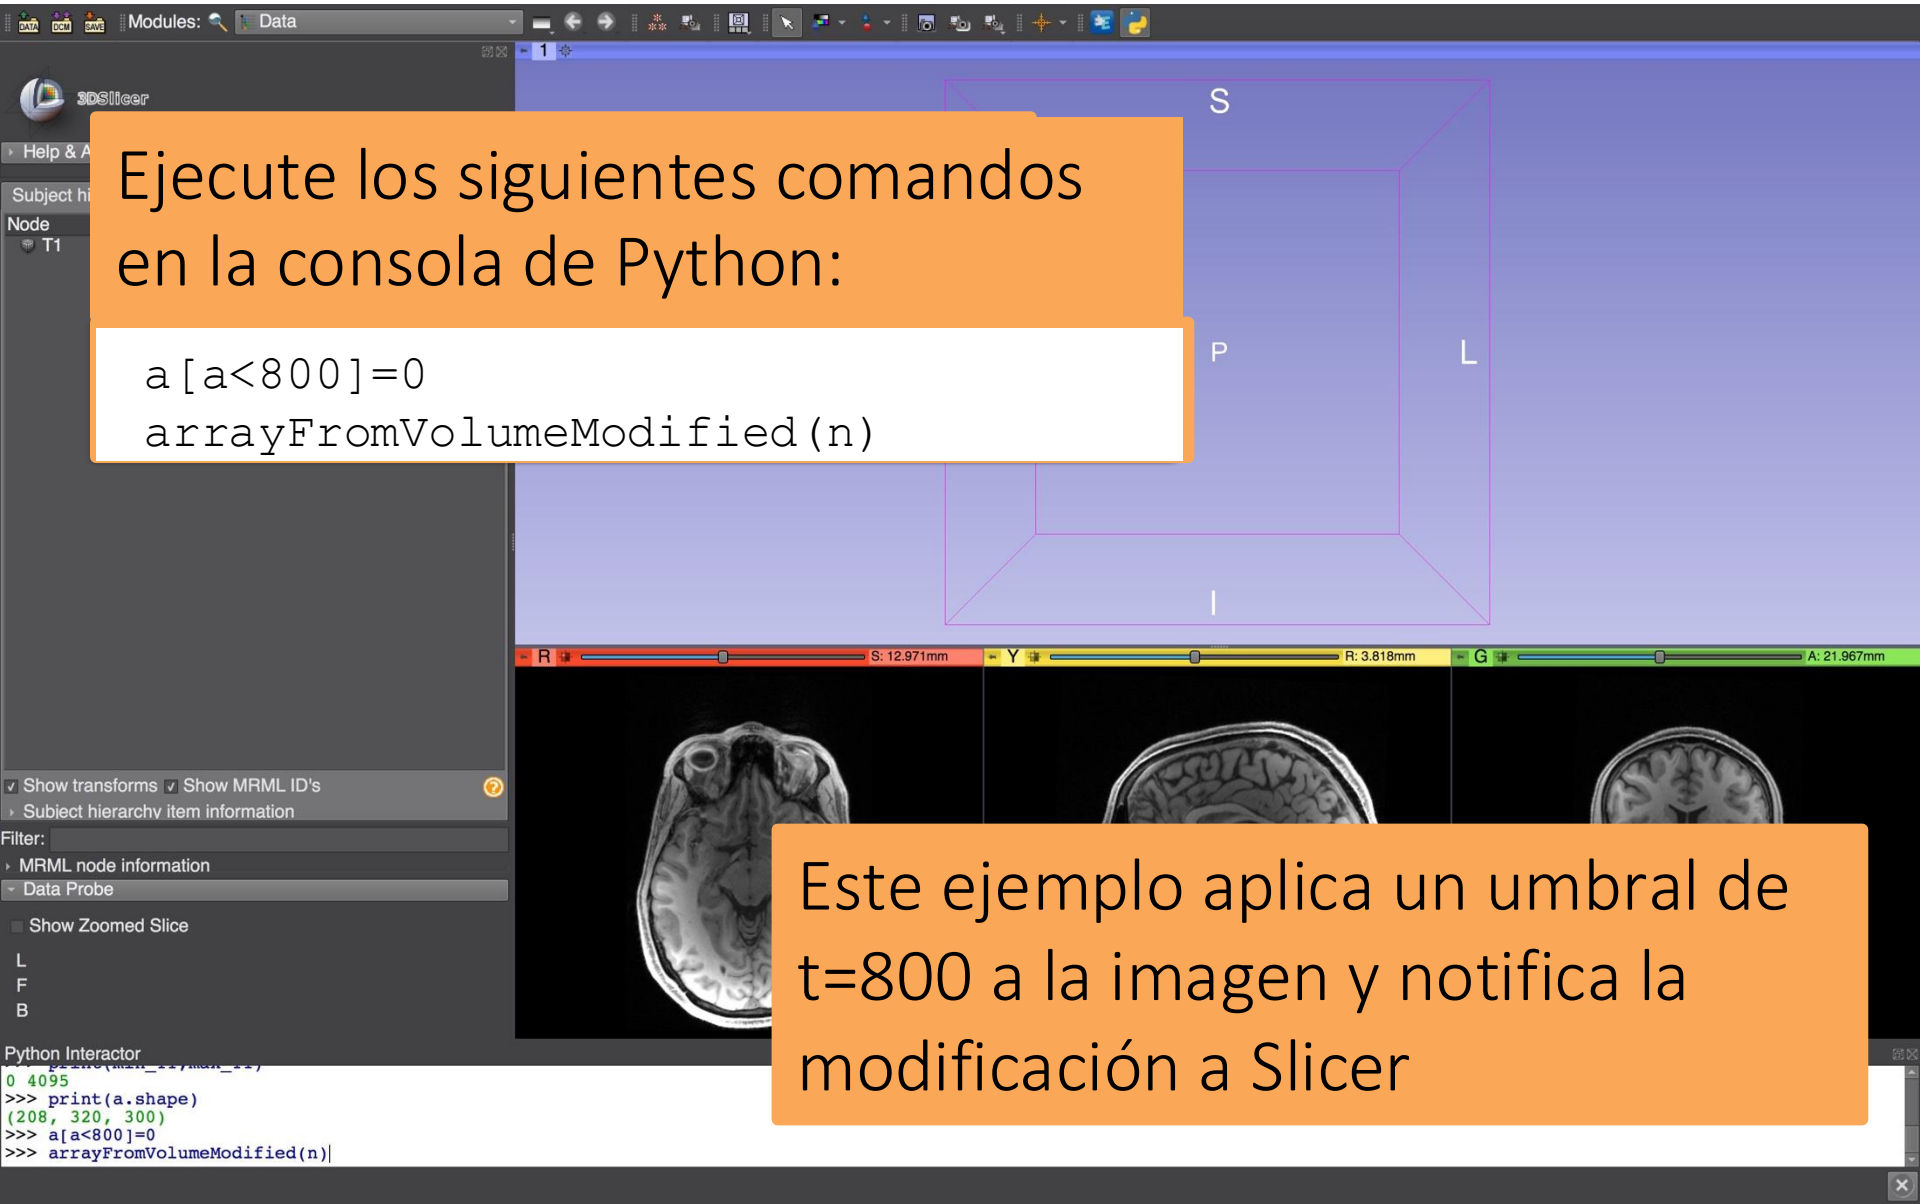 DATA DCM SAVE Modules: Data
1
3DSlicer
Help & A
Ejecute los siguientes comandos
en la consola de Python:
Subject hi
Node
T1
a[a<800]=0
arrayFromVolumeModified(n)
S
P
L
I
R S: 12.971mm
Y R: 3.818mm
G A: 21.967mm
Show transforms Show MRML ID's
Subject hierarchy item information
Filter:
MRML node information
Data Probe
Show Zoomed Slice
L
F
B
Este ejemplo aplica un umbral de
t=800 a la imagen y notifica la
modificación a Slicer
Python Interactor
0 4095
>>> print(a.shape)
(208, 320, 300)
>>> a[a<800]=0
>>> arrayFromVolumeModified(n)